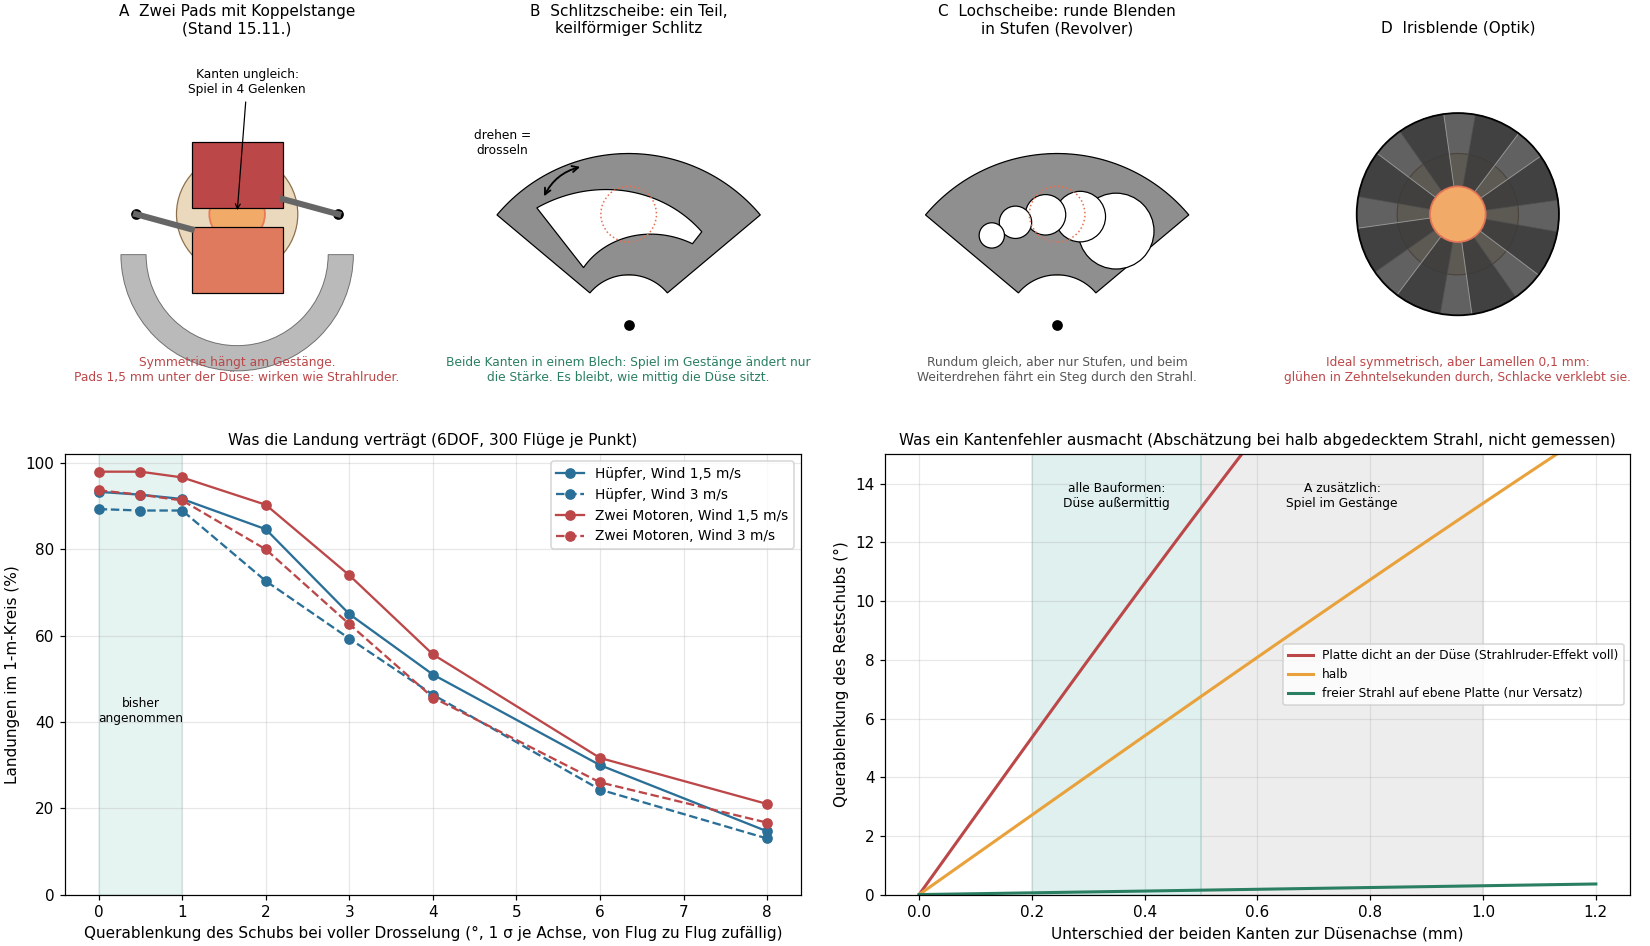 A  Zwei Pads mit Koppelstange
(Stand 15.11.)
B  Schlitzscheibe: ein Teil,
keilförmiger Schlitz
C  Lochscheibe: runde Blenden
in Stufen (Revolver)
D  Irisblende (Optik)
Kanten ungleich:
Spiel in 4 Gelenken
drehen =
drosseln
Symmetrie hängt am Gestänge.
Pads 1,5 mm unter der Düse: wirken wie Strahlruder.
Beide Kanten in einem Blech: Spiel im Gestänge ändert nur
die Stärke. Es bleibt, wie mittig die Düse sitzt.
Rundum gleich, aber nur Stufen, und beim
Weiterdrehen fährt ein Steg durch den Strahl.
Ideal symmetrisch, aber Lamellen 0,1 mm:
glühen in Zehntelsekunden durch, Schlacke verklebt sie.
Was die Landung verträgt (6DOF, 300 Flüge je Punkt)
Landungen im 1-m-Kreis (%)
100
80
60
40
20
0
Hüpfer, Wind 1,5 m/s
Hüpfer, Wind 3 m/s
Zwei Motoren, Wind 1,5 m/s
Zwei Motoren, Wind 3 m/s
bisher
angenommen
0 1 2 3 4 5 6 7 8
Querablenkung des Schubs bei voller Drosselung (°, 1 σ je Achse, von Flug zu Flug zufällig)
Was ein Kantenfehler ausmacht (Abschätzung bei halb abgedecktem Strahl, nicht gemessen)
Querablenkung des Restschubs (°)
14
12
10
8
6
4
2
0
alle Bauformen:
Düse außermittig
A zusätzlich:
Spiel im Gestänge
Platte dicht an der Düse (Strahlruder-Effekt voll)
halb
freier Strahl auf ebene Platte (nur Versatz)
0.0 0.2 0.4 0.6 0.8 1.0 1.2
Unterschied der beiden Kanten zur Düsenachse (mm)